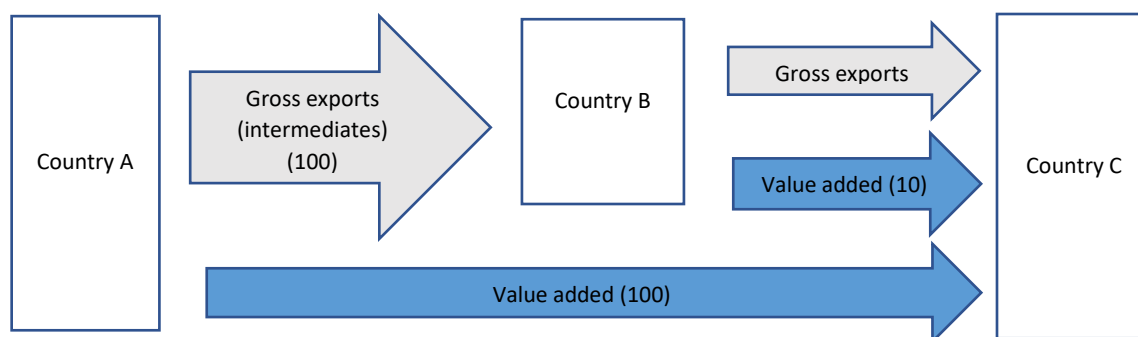 Country A
Gross exports
(intermediates)
(100)
Country B
Gross exports
Value added (10)
Country C
Value added (100)